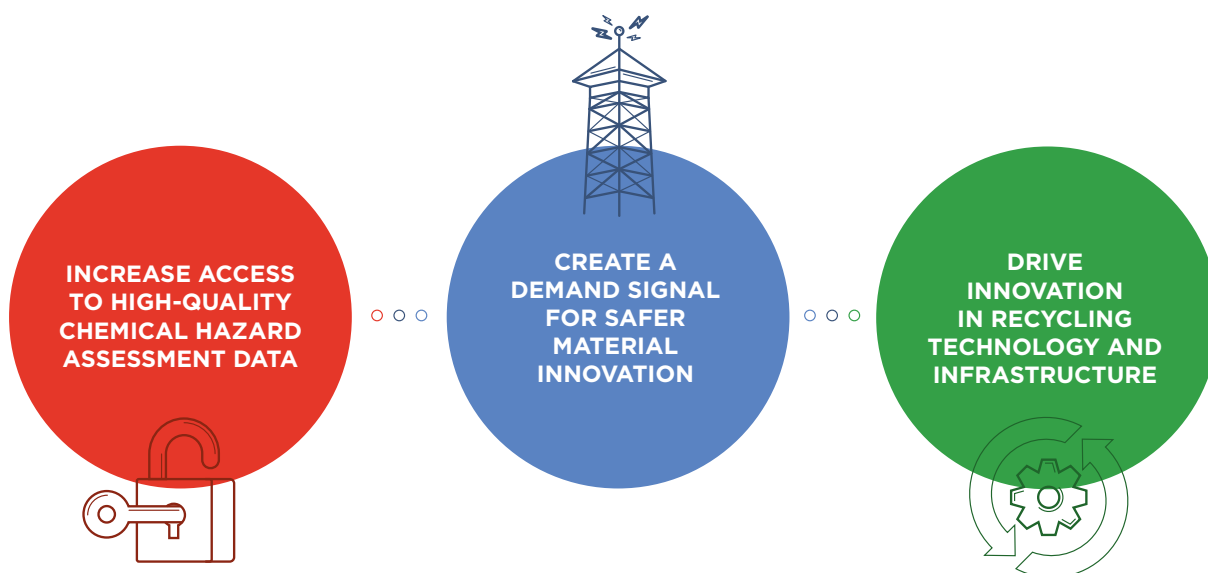 INCREASE ACCESS
TO HIGH-QUALITY
CHEMICAL HAZARD
ASSESSMENT DATA
CREATE A
DEMAND SIGNAL
FOR SAFER
MATERIAL
INNOVATION
DRIVE
INNOVATION
IN RECYCLING
TECHNOLOGY AND
INFRASTRUCTURE